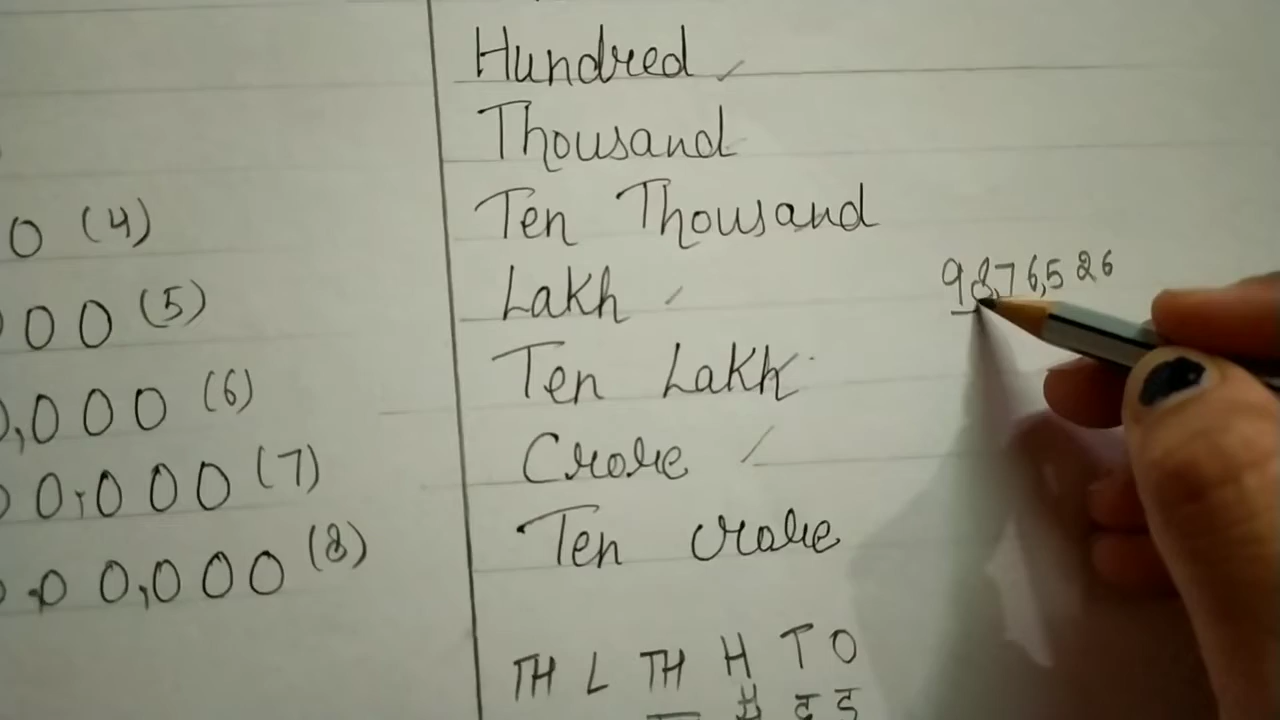 Hundred
Thousand
0 (4)
Ten Thousand
98,76,526
Lakh
00 (5)
Ten Lakh
,000 (6)
Crore
0,000 (7)
Ten crore
00,000 (8)
TH L TH H T O